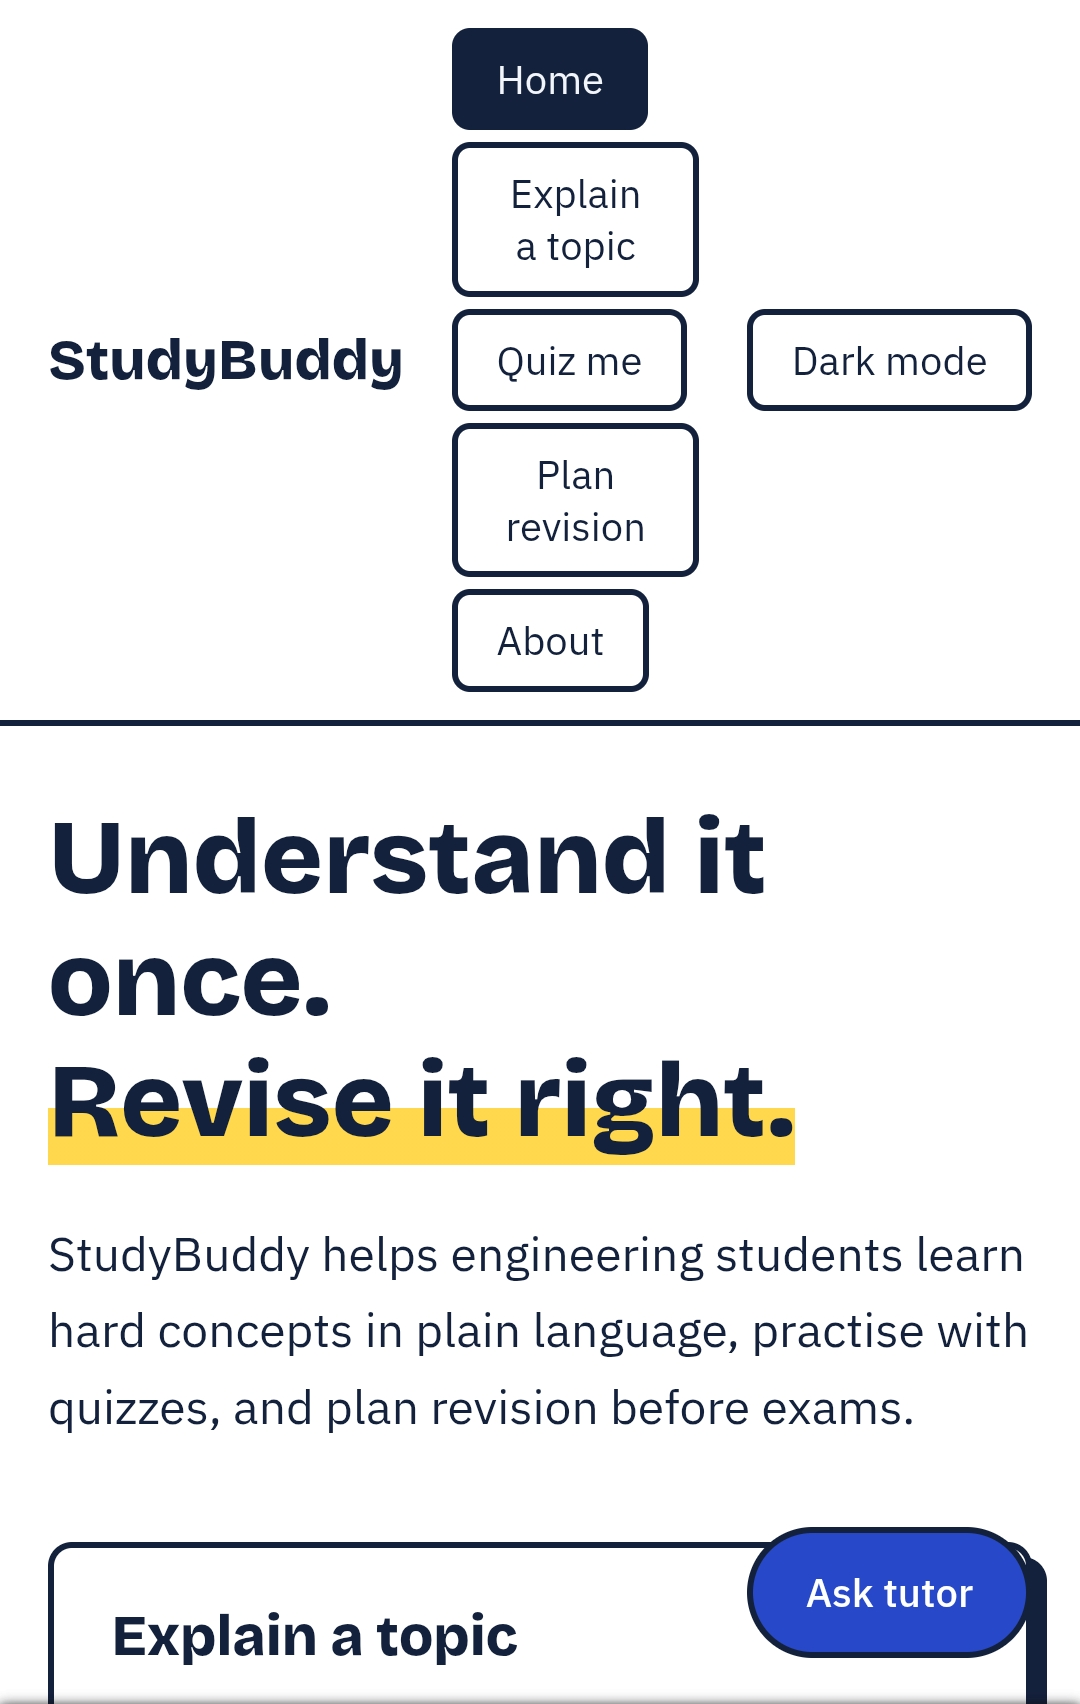 StudyBuddy
Home
Explain
a topic
Quiz me
Plan
revision
About
Dark mode
Understand it
once.
Revise it right.
StudyBuddy helps engineering students learn
hard concepts in plain language, practise with
quizzes, and plan revision before exams.
Ask tutor
Explain a topic